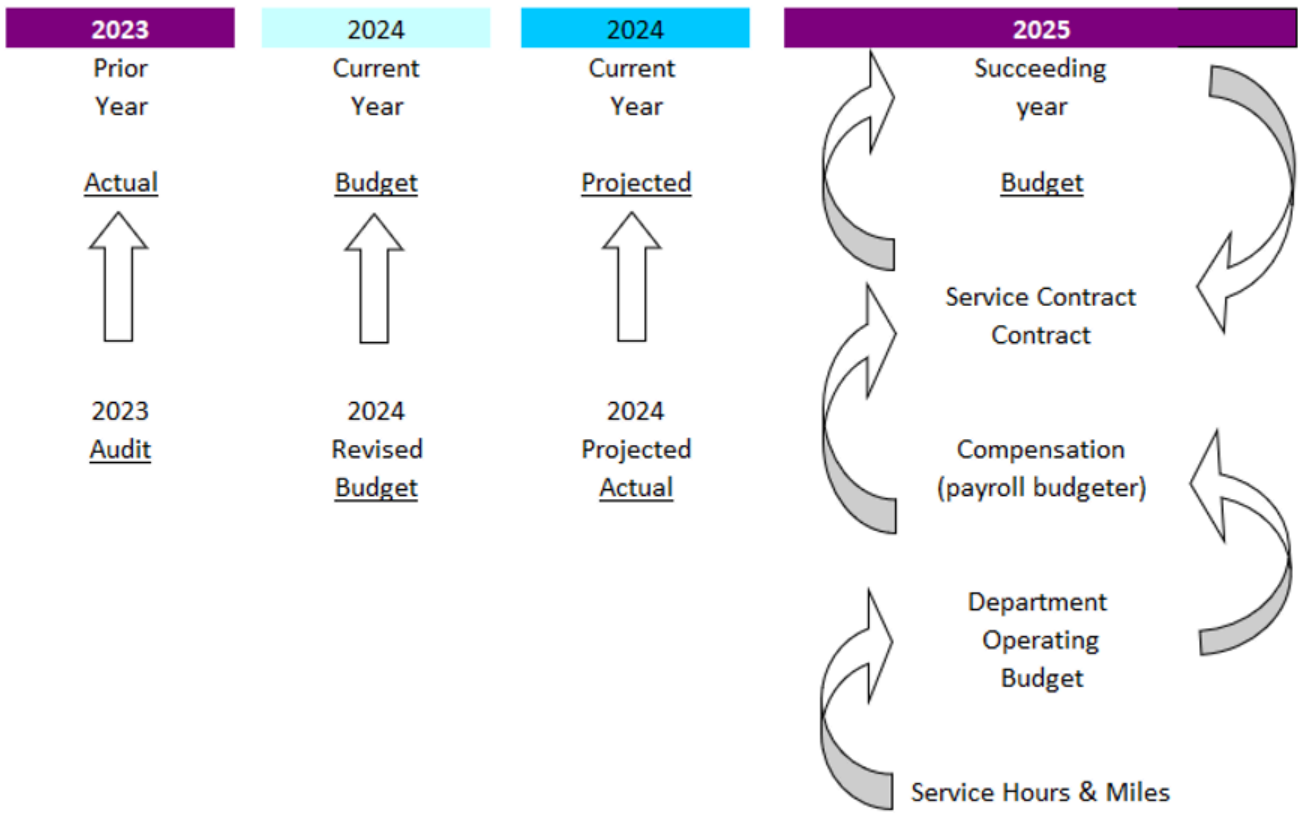 2023
Prior
Year
Actual
2023
Audit
2024
Current
Year
Budget
2024
Revised
Budget
2024
Current
Year
Projected
2024
Projected
Actual
2025
Succeeding
year
Budget
Service Contract
Contract
Compensation
(payroll budgeter)
Department
Operating
Budget
Service Hours & Miles